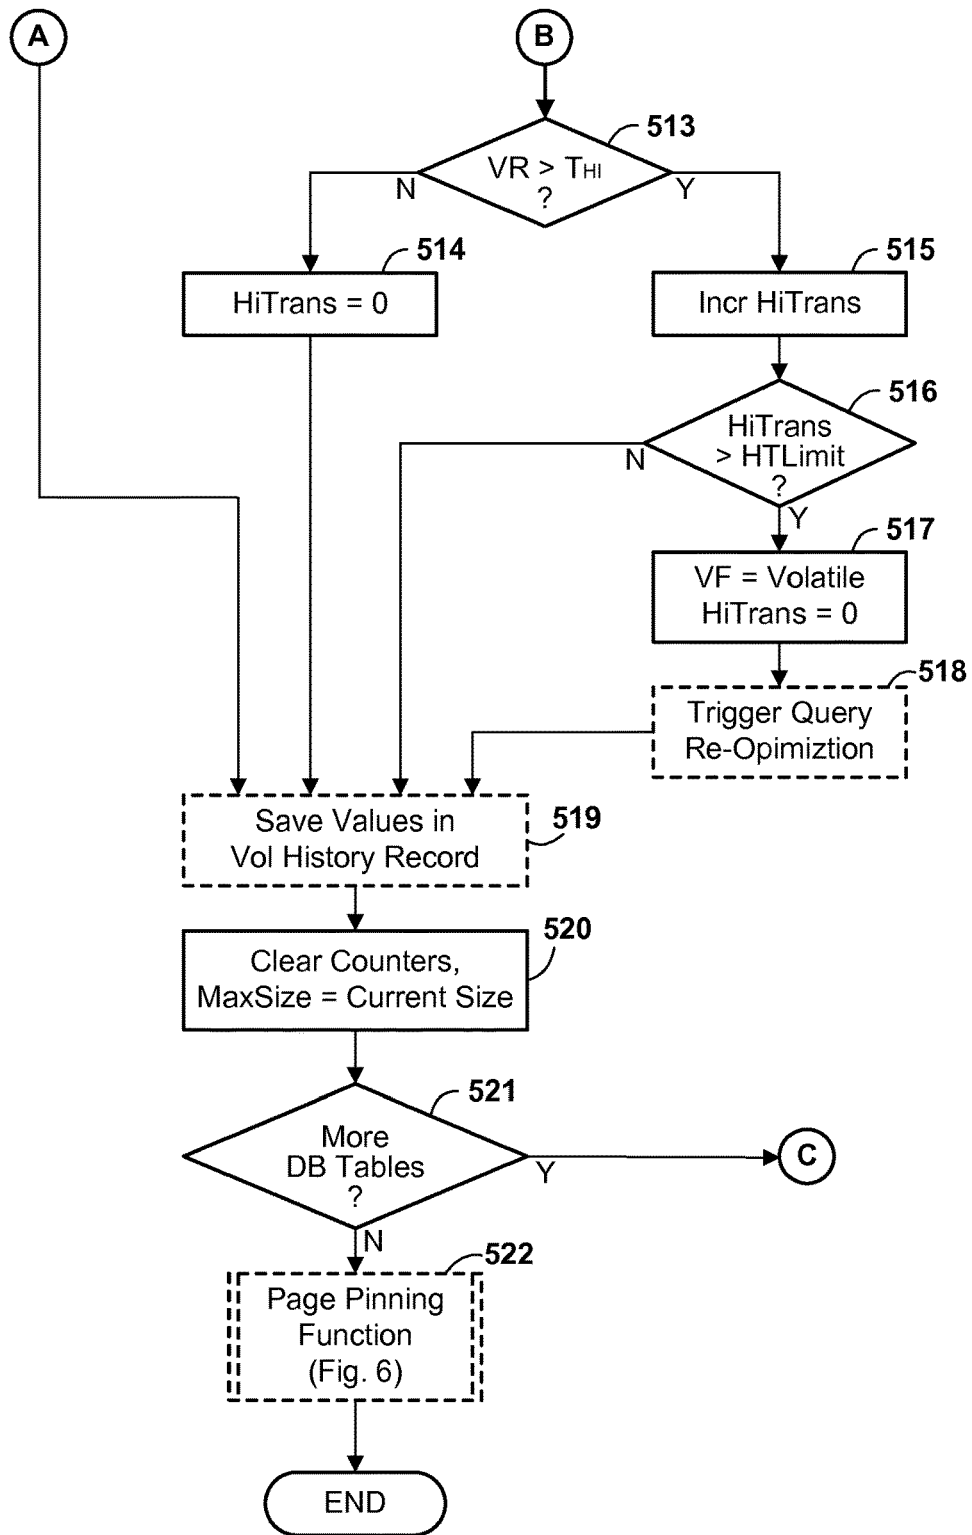 A
B
513
VR > THI
?
N
Y
514
HiTrans = 0
515
Incr HiTrans
516
HiTrans
> HTLimit
?
N
Y
517
VF = Volatile
HiTrans = 0
518
Trigger Query
Re-Opimiztion
519
Save Values in
Vol History Record
520
Clear Counters,
MaxSize = Current Size
521
More
DB Tables
?
Y
C
N
522
Page Pinning
Function
(Fig. 6)
END